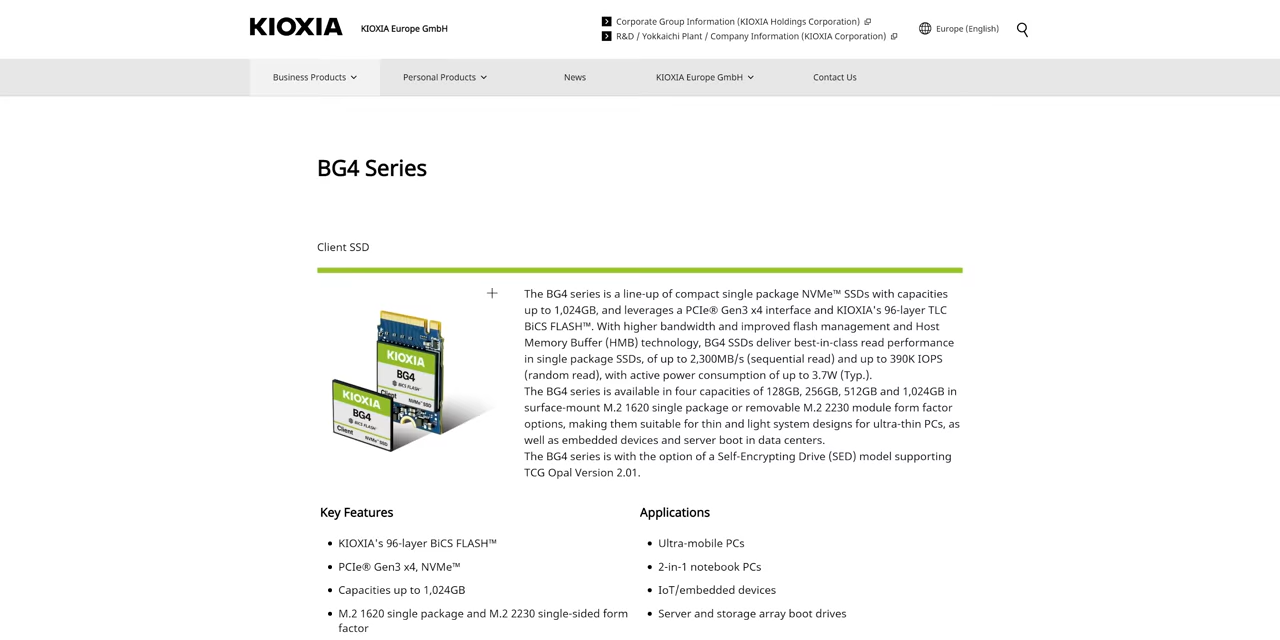 KIOXIA
KIOXIA Europe GmbH
Corporate Group Information (KIOXIA Holdings Corporation)
R&D / Yokkaichi Plant / Company Information (KIOXIA Corporation)
Europe (English)
Business Products
Personal Products
News
KIOXIA Europe GmbH
Contact Us
BG4 Series
Client SSD
KIOXIA
BG4
BiCS FLASH™
Client
NVMe™ SSD
KIOXIA
BG4
BiCS FLASH™
Client
NVMe™ SSD
The BG4 series is a line-up of compact single package NVMe™ SSDs with capacities
up to 1,024GB, and leverages a PCIe® Gen3 x4 interface and KIOXIA's 96-layer TLC
BiCS FLASH™. With higher bandwidth and improved flash management and Host
Memory Buffer (HMB) technology, BG4 SSDs deliver best-in-class read performance
in single package SSDs, of up to 2,300MB/s (sequential read) and up to 390K IOPS
(random read), with active power consumption of up to 3.7W (Typ.).
The BG4 series is available in four capacities of 128GB, 256GB, 512GB and 1,024GB in
surface-mount M.2 1620 single package or removable M.2 2230 module form factor
options, making them suitable for thin and light system designs for ultra-thin PCs, as
well as embedded devices and server boot in data centers.
The BG4 series is with the option of a Self-Encrypting Drive (SED) model supporting
TCG Opal Version 2.01.
Key Features
KIOXIA's 96-layer BiCS FLASH™
PCIe® Gen3 x4, NVMe™
Capacities up to 1,024GB
M.2 1620 single package and M.2 2230 single-sided form
factor
Applications
Ultra-mobile PCs
2-in-1 notebook PCs
IoT/embedded devices
Server and storage array boot drives